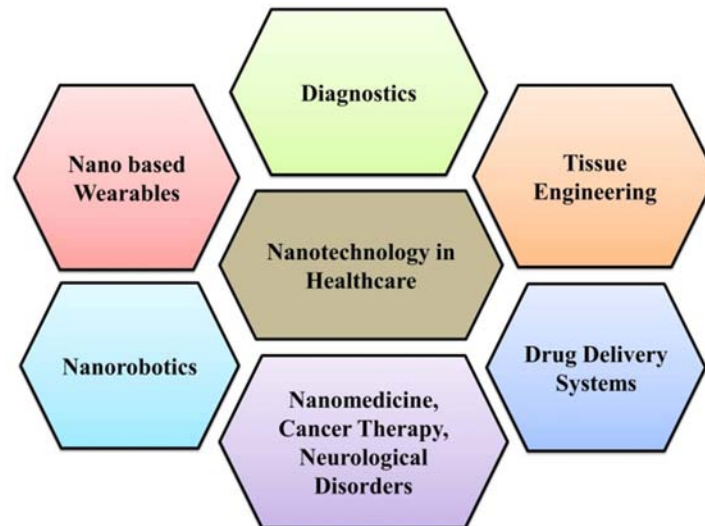 Diagnostics
Nano based
Wearables
Tissue
Engineering
Nanotechnology in
Healthcare
Nanorobotics
Drug Delivery
Systems
Nanomedicine,
Cancer Therapy,
Neurological
Disorders